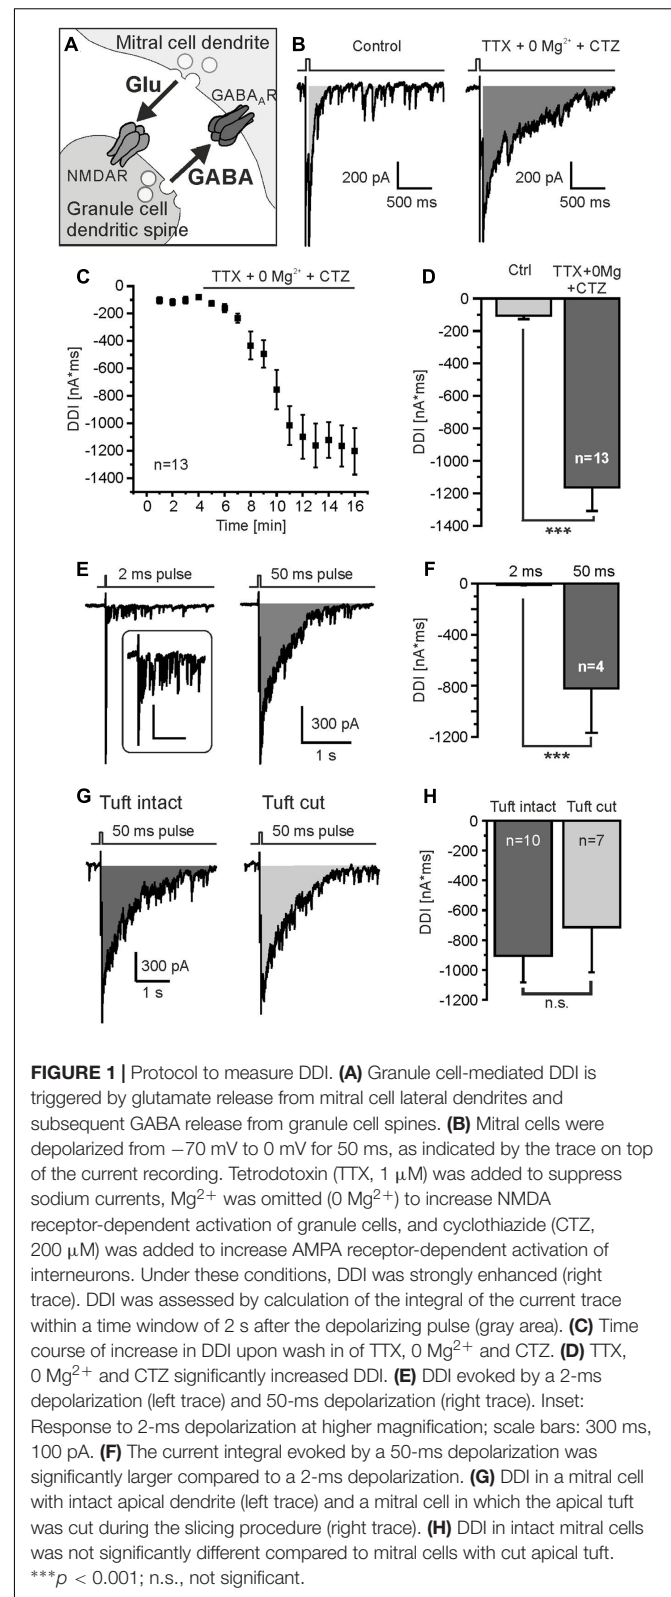 A
Mitral cell dendrite
Glu
GABA_AR
NMDAR
GABA
Granule cell
dendritic spine
B
Control
TTX + 0 Mg²⁺ + CTZ
200 pA
500 ms
200 pA
500 ms
C
TTX + 0 Mg²⁺ + CTZ
0
-200
-400
-600
-800
-1000
-1200
-1400
DDI [nA*ms]
n=13
0 2 4 6 8 10 12 14 16
Time [min]
D
Ctrl
TTX+0Mg
+CTZ
0
-200
-400
-600
-800
-1000
-1200
-1400
DDI [nA*ms]
n=13
***
E
2 ms pulse
50 ms pulse
300 pA
1 s
F
2 ms
50 ms
0
-400
-800
-1200
DDI [nA*ms]
n=4
***
G
Tuft intact
Tuft cut
50 ms pulse
50 ms pulse
300 pA
1 s
H
Tuft intact
Tuft cut
0
-200
-400
-600
-800
-1000
-1200
DDI [nA*ms]
n=10
n=7
n.s.
FIGURE 1 | Protocol to measure DDI. (A) Granule cell-mediated DDI is
triggered by glutamate release from mitral cell lateral dendrites and
subsequent GABA release from granule cell spines. (B) Mitral cells were
depolarized from −70 mV to 0 mV for 50 ms, as indicated by the trace on top
of the current recording. Tetrodotoxin (TTX, 1 μM) was added to suppress
sodium currents, Mg²⁺ was omitted (0 Mg²⁺) to increase NMDA
receptor-dependent activation of granule cells, and cyclothiazide (CTZ,
200 μM) was added to increase AMPA receptor-dependent activation of
interneurons. Under these conditions, DDI was strongly enhanced (right
trace). DDI was assessed by calculation of the integral of the current trace
within a time window of 2 s after the depolarizing pulse (gray area). (C) Time
course of increase in DDI upon wash in of TTX, 0 Mg²⁺ and CTZ. (D) TTX,
0 Mg²⁺ and CTZ significantly increased DDI. (E) DDI evoked by a 2-ms
depolarization (left trace) and 50-ms depolarization (right trace). Inset:
Response to 2-ms depolarization at higher magnification; scale bars: 300 ms,
100 pA. (F) The current integral evoked by a 50-ms depolarization was
significantly larger compared to a 2-ms depolarization. (G) DDI in a mitral cell
with intact apical dendrite (left trace) and a mitral cell in which the apical tuft
was cut during the slicing procedure (right trace). (H) DDI in intact mitral cells
was not significantly different compared to mitral cells with cut apical tuft.
***p < 0.001; n.s., not significant.